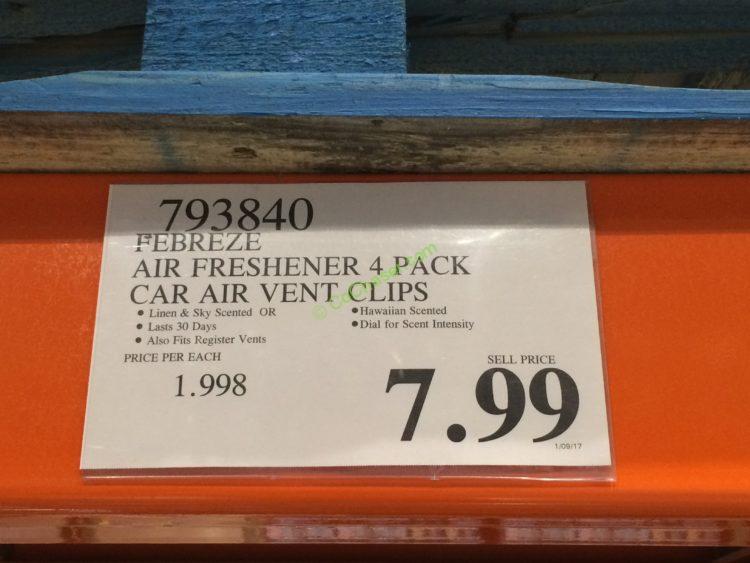 793840
FEBREZE
AIR FRESHENER 4 PACK
CAR AIR VENT CLIPS
• Linen & Sky Scented OR • Hawaiian Scented
• Lasts 30 Days • Dial for Scent Intensity
• Also Fits Register Vents
PRICE PER EACH SELL PRICE
1.998 7.99
1/09/17
© CoChaser.com